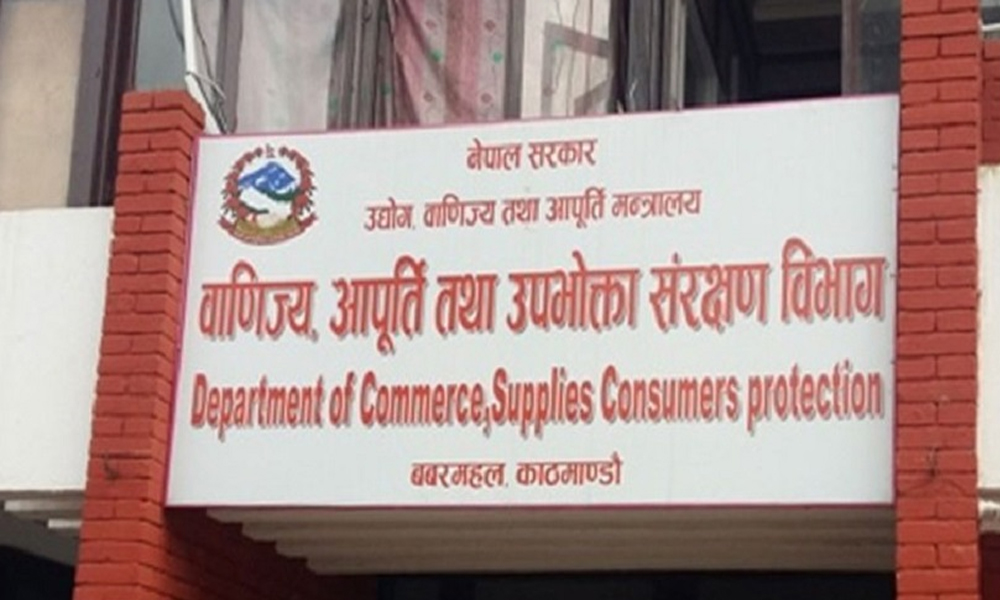 नेपाल सरकार
उद्योग, वाणिज्य तथा आपूर्ति मन्त्रालय
वाणिज्य, आपूर्ति तथा उपभोक्ता संरक्षण विभाग
Department of Commerce,Supplies Consumers protection
बबरमहल, काठमाण्डौ